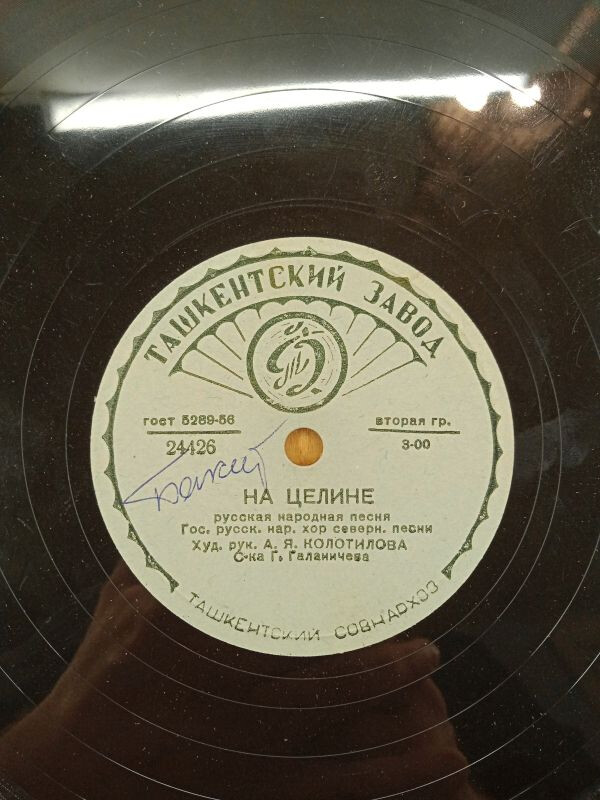 ТАШКЕНТСКИЙ ЗАВОД
ГОСТ 5289-56
вторая гр.
24426
3-00
НА ЦЕЛИНЕ
русская народная песня
Гос. русск. нар. хор северн. песни
Худ. рук. А. Я. КОЛОТИЛОВА
С-ка Г. Галаничева
ТАШКЕНТСКИЙ СОВНАРХОЗ